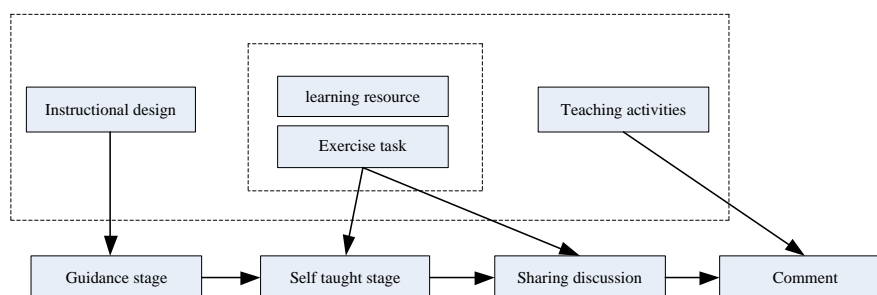 learning resource
Instructional design
Teaching activities
Exercise task
Guidance stage
Self taught stage
Sharing discussion
Comment